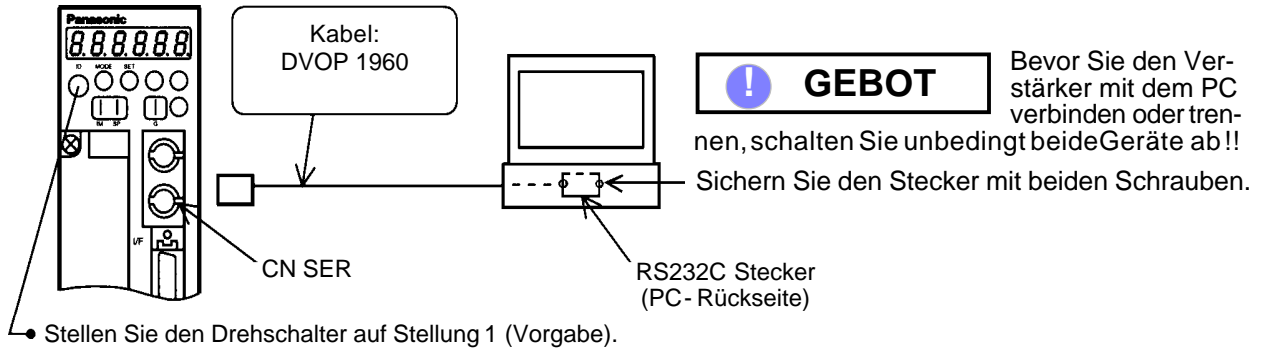 Panasonic
8.8.8.8.8.8
ID MODE SET
IM SP G
I/F
Kabel:
DVOP 1960
! GEBOT
Bevor Sie den Ver-
stärker mit dem PC
verbinden oder tren-
nen, schalten Sie unbedingt beideGeräte ab!!
Sichern Sie den Stecker mit beiden Schrauben.
CN SER
RS232C Stecker
(PC- Rückseite)
Stellen Sie den Drehschalter auf Stellung 1 (Vorgabe).